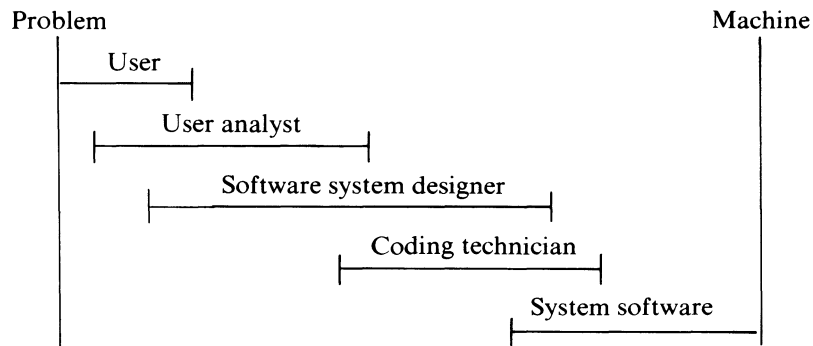 Problem Machine
User
User analyst
Software system designer
Coding technician
System software